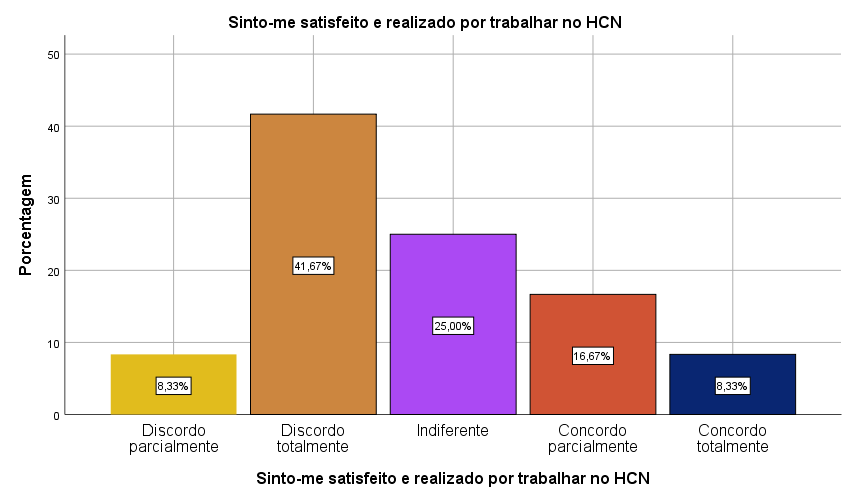 Sinto-me satisfeito e realizado por trabalhar no HCN
Porcentagem
50
40
30
20
10
0
8,33%
41,67%
25,00%
16,67%
8,33%
Discordo
parcialmente
Discordo
totalmente
Indiferente
Concordo
parcialmente
Concordo
totalmente
Sinto-me satisfeito e realizado por trabalhar no HCN